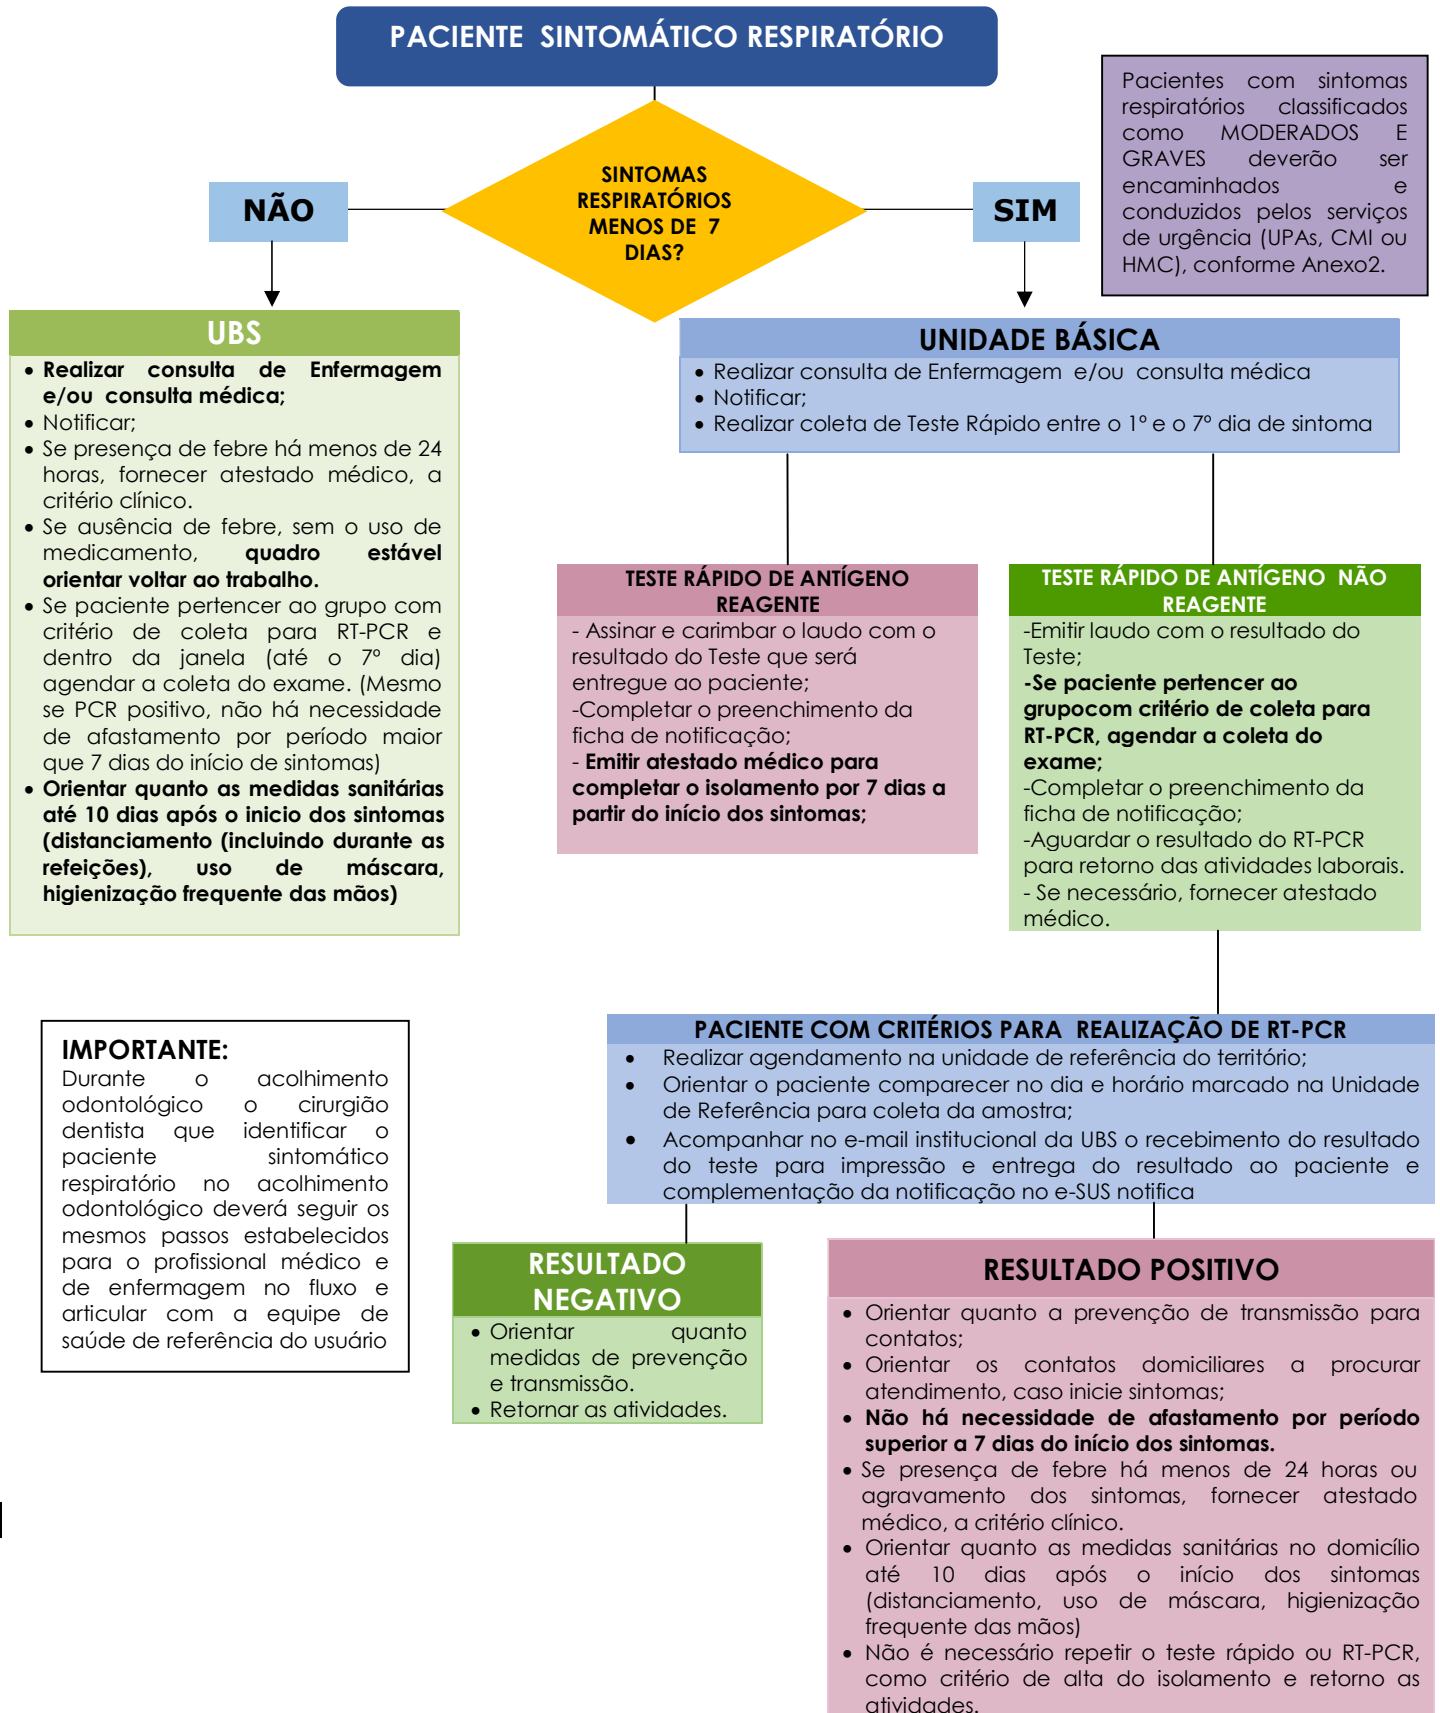 PACIENTE SINTOMÁTICO RESPIRATÓRIO
Pacientes com sintomas
respiratórios classificados
como MODERADOS E
GRAVES deverão ser
encaminhados e
conduzidos pelos serviços
de urgência (UPAs, CMI ou
HMC), conforme Anexo2.
SINTOMAS
RESPIRATÓRIOS
MENOS DE 7
DIAS?
NÃO
SIM
UBS
• Realizar consulta de Enfermagem
e/ou consulta médica;
• Notificar;
• Se presença de febre há menos de 24
horas, fornecer atestado médico, a
critério clínico.
• Se ausência de febre, sem o uso de
medicamento, quadro estável
orientar voltar ao trabalho.
• Se paciente pertencer ao grupo com
critério de coleta para RT-PCR e
dentro da janela (até o 7º dia)
agendar a coleta do exame. (Mesmo
se PCR positivo, não há necessidade
de afastamento por período maior
que 7 dias do início de sintomas)
• Orientar quanto as medidas sanitárias
até 10 dias após o inicio dos sintomas
(distanciamento (incluindo durante as
refeições), uso de máscara,
higienização frequente das mãos)
UNIDADE BÁSICA
• Realizar consulta de Enfermagem e/ou consulta médica
• Notificar;
• Realizar coleta de Teste Rápido entre o 1º e o 7º dia de sintoma
TESTE RÁPIDO DE ANTÍGENO
REAGENTE
- Assinar e carimbar o laudo com o
resultado do Teste que será
entregue ao paciente;
-Completar o preenchimento da
ficha de notificação;
- Emitir atestado médico para
completar o isolamento por 7 dias a
partir do início dos sintomas;
TESTE RÁPIDO DE ANTÍGENO NÃO
REAGENTE
-Emitir laudo com o resultado do
Teste;
-Se paciente pertencer ao
grupocom critério de coleta para
RT-PCR, agendar a coleta do
exame;
-Completar o preenchimento da
ficha de notificação;
-Aguardar o resultado do RT-PCR
para retorno das atividades laborais.
- Se necessário, fornecer atestado
médico.
IMPORTANTE:
Durante o acolhimento
odontológico o cirurgião
dentista que identificar o
paciente sintomático
respiratório no acolhimento
odontológico deverá seguir os
mesmos passos estabelecidos
para o profissional médico e
de enfermagem no fluxo e
articular com a equipe de
saúde de referência do usuário
PACIENTE COM CRITÉRIOS PARA REALIZAÇÃO DE RT-PCR
• Realizar agendamento na unidade de referência do território;
• Orientar o paciente comparecer no dia e horário marcado na Unidade
de Referência para coleta da amostra;
• Acompanhar no e-mail institucional da UBS o recebimento do resultado
do teste para impressão e entrega do resultado ao paciente e
complementação da notificação no e-SUS notifica
RESULTADO
NEGATIVO
• Orientar quanto
medidas de prevenção
e transmissão.
• Retornar as atividades.
RESULTADO POSITIVO
• Orientar quanto a prevenção de transmissão para
contatos;
• Orientar os contatos domiciliares a procurar
atendimento, caso inicie sintomas;
• Não há necessidade de afastamento por período
superior a 7 dias do início dos sintomas.
• Se presença de febre há menos de 24 horas ou
agravamento dos sintomas, fornecer atestado
médico, a critério clínico.
• Orientar quanto as medidas sanitárias no domicílio
até 10 dias após o início dos sintomas
(distanciamento, uso de máscara, higienização
frequente das mãos)
• Não é necessário repetir o teste rápido ou RT-PCR,
como critério de alta do isolamento e retorno as
atividades.